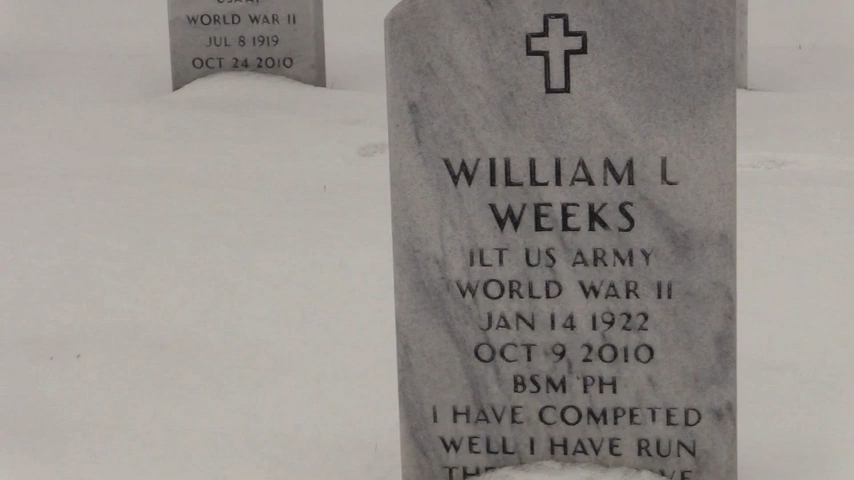 WORLD WAR II
JUL 8 1919
OCT 24 2010
WILLIAM L
WEEKS
1LT US ARMY
WORLD WAR II
JAN 14 1922
OCT 9 2010
BSM PH
I HAVE COMPETED
WELL I HAVE RUN